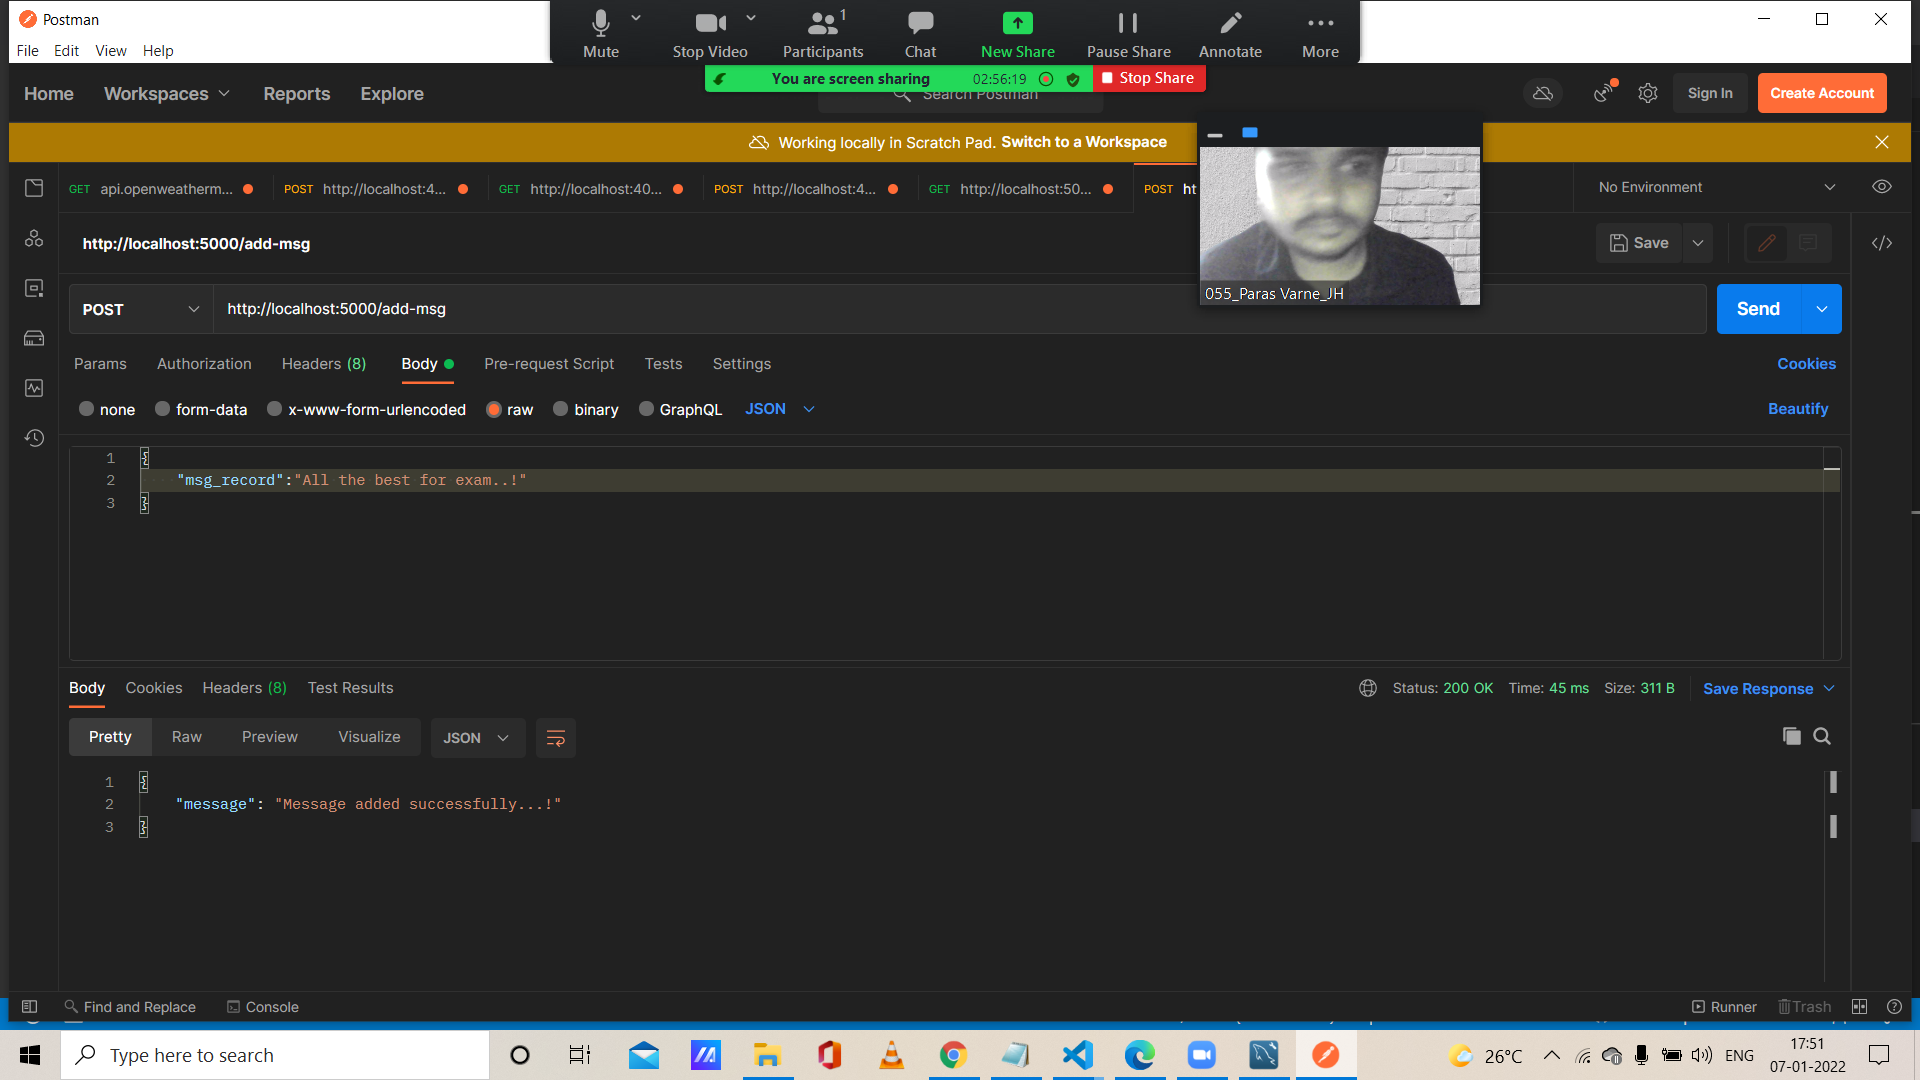 Postman
File Edit View Help
Mute Stop Video Participants 1 Chat New Share Pause Share Annotate More
You are screen sharing 02:56:19 Stop Share
Home Workspaces Reports Explore Search Postman Sign In Create Account
Working locally in Scratch Pad. Switch to a Workspace
GET api.openweatherm... POST http://localhost:4... GET http://localhost:40... POST http://localhost:4... GET http://localhost:50... POST ht No Environment
http://localhost:5000/add-msg Save
055_Paras Varne_JH
POST http://localhost:5000/add-msg Send
Params Authorization Headers (8) Body Pre-request Script Tests Settings Cookies
none form-data x-www-form-urlencoded raw binary GraphQL JSON Beautify
1 {
2 "msg_record":"All the best for exam..!"
3 }
Body Cookies Headers (8) Test Results Status: 200 OK Time: 45 ms Size: 311 B Save Response
Pretty Raw Preview Visualize JSON
1 {
2 "message": "Message added successfully...!"
3 }
Find and Replace Console Runner Trash
Type here to search 26°C ENG 17:51
07-01-2022